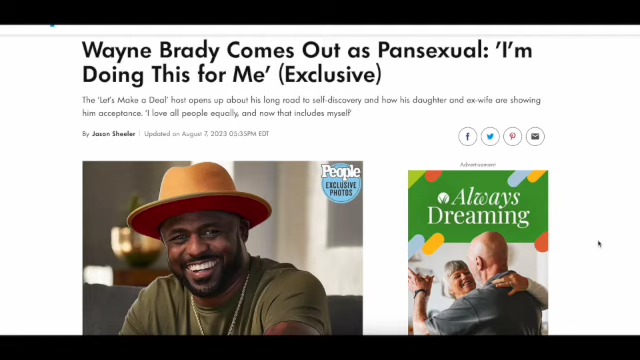 Wayne Brady Comes Out as Pansexual: 'I'm
Doing This for Me' (Exclusive)
The 'Let's Make a Deal' host opens up about his long road to self-discovery and how his daughter and ex-wife are showing
him acceptance. 'I love all people equally, and now that includes myself'
By Jason Sheeler | Updated on August 7, 2023 05:35PM EDT
Advertisement
People
EXCLUSIVE
PHOTOS
Always
Dreaming